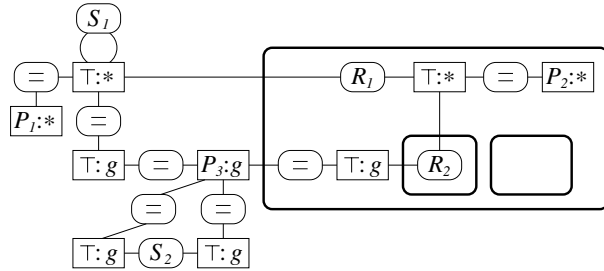 S1
= ⊤:* R1 ⊤:* = P2:*
P1:* =
⊤: g = P3:g = ⊤: g R2
= =
⊤: g S2 ⊤: g